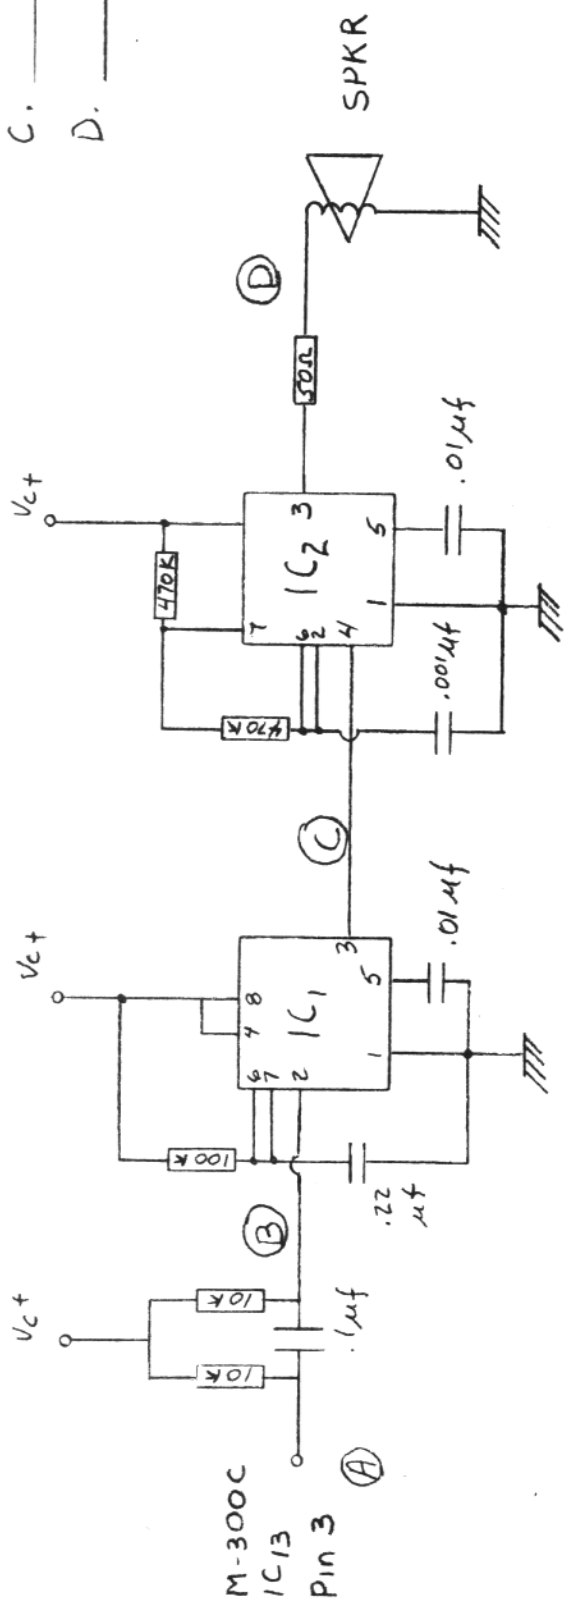 C.
D.
M-300C
IC13
Pin 3
A
Vc+
10K
10K
.1µf
B
Vc+
100K
.22
µf
6
7
2
4
8
IC1
1
5
3
.01µf
C
Vc+
470K
470K
7
6
2
4
IC2
3
1
5
.001µf
.01µf
50Ω
D
SPKR